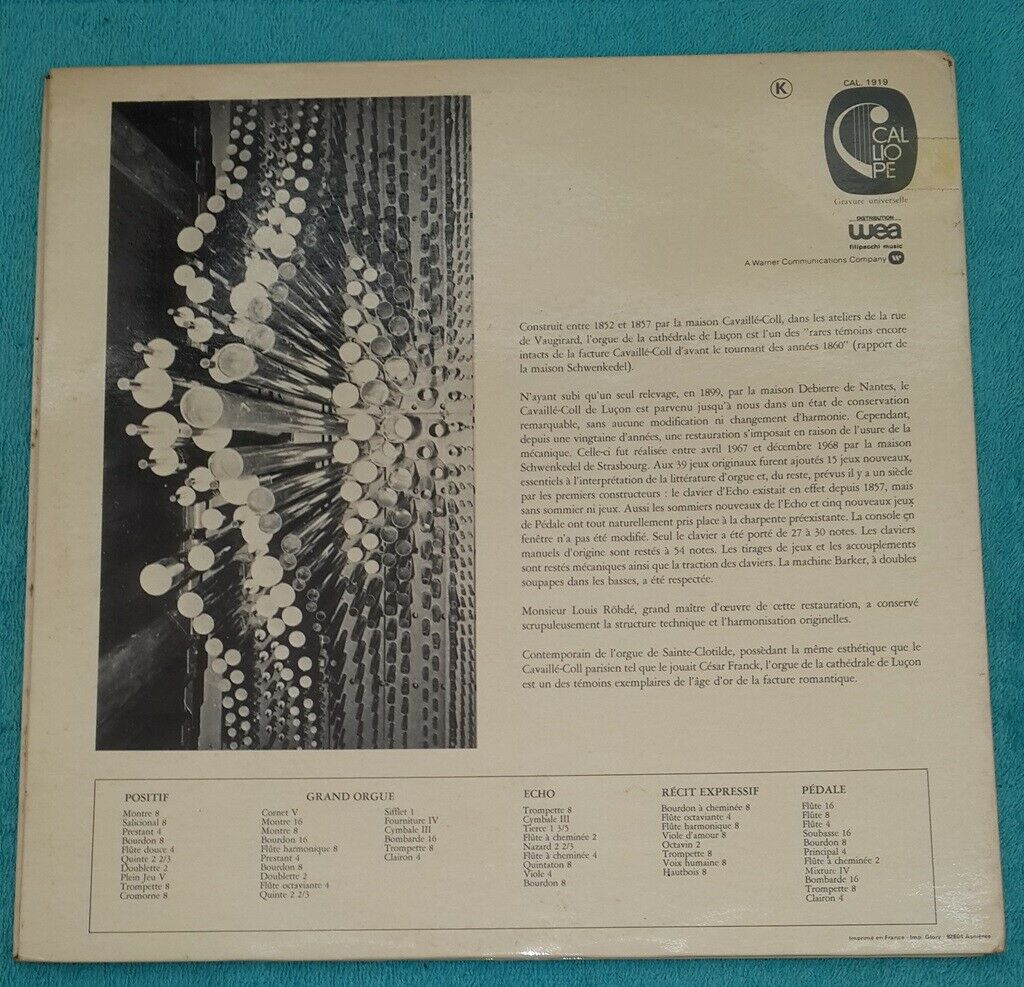 K
CAL. 1919
CAL
LIO
PE
Gravure universelle
DISTRIBUTION
wea
filipacchi music
A Warner Communications Company
Construit entre 1852 et 1857 par la maison Cavaillé-Coll, dans les ateliers de la rue
de Vaugirard, l'orgue de la cathédrale de Luçon est l'un des "rares témoins encore
intacts de la facture Cavaillé-Coll d'avant le tournant des années 1860" (rapport de
la maison Schwenkedel).
N'ayant subi qu'un seul relevage, en 1899, par la maison Debierre de Nantes, le
Cavaillé-Coll de Luçon est parvenu jusqu'à nous dans un état de conservation
remarquable, sans aucune modification ni changement d'harmonie. Cependant,
depuis une vingtaine d'années, une restauration s'imposait en raison de l'usure de la
mécanique. Celle-ci fut réalisée entre avril 1967 et décembre 1968 par la maison
Schwenkedel de Strasbourg. Aux 39 jeux originaux furent ajoutés 15 jeux nouveaux,
essentiels à l'interprétation de la littérature d'orgue et, du reste, prévus il y a un siècle
par les premiers constructeurs : le clavier d'Echo existait en effet depuis 1857, mais
sans sommier ni jeux. Aussi les sommiers nouveaux de l'Echo et cinq nouveaux jeux
de Pédale ont tout naturellement pris place à la charpente préexistante. La console en
fenêtre n'a pas été modifié. Seul le clavier a été porté de 27 à 30 notes. Les claviers
manuels d'origine sont restés à 54 notes. Les tirages de jeux et les accouplements
sont restés mécaniques ainsi que la traction des claviers. La machine Barker, à doubles
soupapes dans les basses, a été respectée.
Monsieur Louis Röhdé, grand maître d'œuvre de cette restauration, a conservé
scrupuleusement la structure technique et l'harmonisation originelles.
Contemporain de l'orgue de Sainte-Clotilde, possèdant la même esthétique que le
Cavaillé-Coll parisien tel que le jouait César Franck, l'orgue de la cathédrale de Luçon
est un des témoins exemplaires de l'âge d'or de la facture romantique.
POSITIF
Montre 8
Salicional 8
Prestant 4
Bourdon 8
Flûte douce 4
Quinte 2 2/3
Doublette 2
Plein Jeu V
Trompette 8
Cromorne 8
GRAND ORGUE
Cornet V
Montre 16
Montre 8
Bourdon 16
Flûte harmonique 8
Prestant 4
Bourdon 8
Doublette 2
Flûte octaviante 4
Quinte 2 2/3
Sifflet 1
Fourniture IV
Cymbale III
Bombarde 16
Trompette 8
Clairon 4
ECHO
Trompette 8
Cymbale III
Tierce 1 3/5
Flûte à cheminée 2
Nazard 2 2/3
Flûte à cheminée 4
Quintaton 8
Viole 4
Bourdon 8
RÉCIT EXPRESSIF
Bourdon à cheminée 8
Flûte octaviante 4
Flûte harmonique 8
Viole d'amour 8
Octavin 2
Trompette 8
Voix humaine 8
Hautbois 8
PÉDALE
Flûte 16
Flûte 8
Flûte 4
Soubasse 16
Bourdon 8
Principal 4
Flûte à cheminée 2
Mixture IV
Bombarde 16
Trompette 8
Clairon 4
Imprimé en France - Imp. Glory - 92604 Asnières